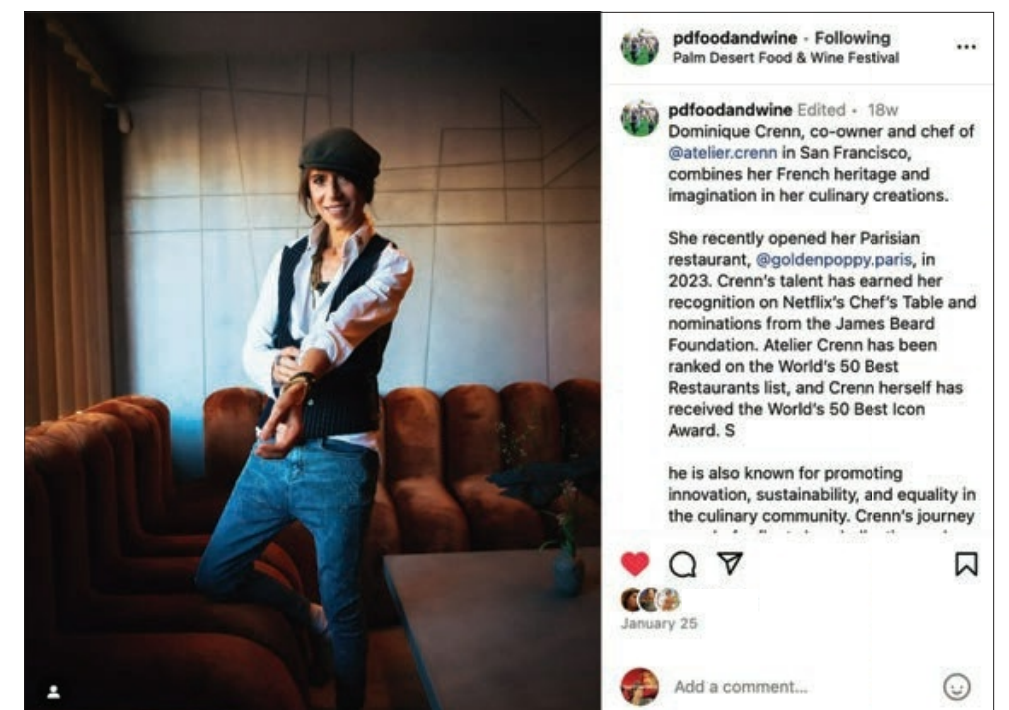 pdfoodandwine • Following
Palm Desert Food & Wine Festival
pdfoodandwine Edited • 18w
Dominique Crenn, co-owner and chef of
@atelier.crenn in San Francisco,
combines her French heritage and
imagination in her culinary creations.
She recently opened her Parisian
restaurant, @goldenpoppy.paris, in
2023. Crenn's talent has earned her
recognition on Netflix's Chef's Table and
nominations from the James Beard
Foundation. Atelier Crenn has been
ranked on the World's 50 Best
Restaurants list, and Crenn herself has
received the World's 50 Best Icon
Award. S
he is also known for promoting
innovation, sustainability, and equality in
the culinary community. Crenn's journey
January 25
Add a comment...